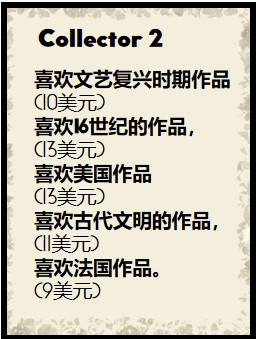 Collector 2
喜欢文艺复兴时期作品
(10美元)
喜欢16世纪的作品，
(13美元)
喜欢美国作品
(13美元)
喜欢古代文明的作品，
(11美元)
喜欢法国作品。
(9美元)